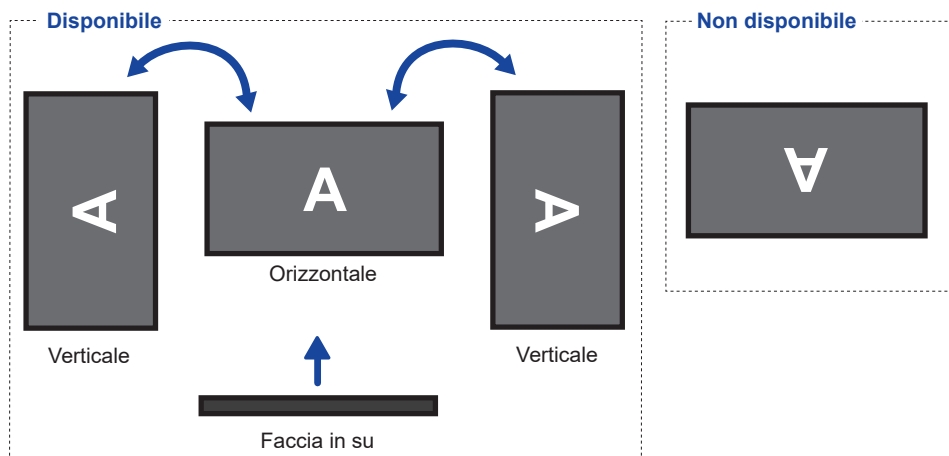 Disponibile
Non disponibile
A
A
A
A
Orizzontale
Verticale
Verticale
Faccia in su